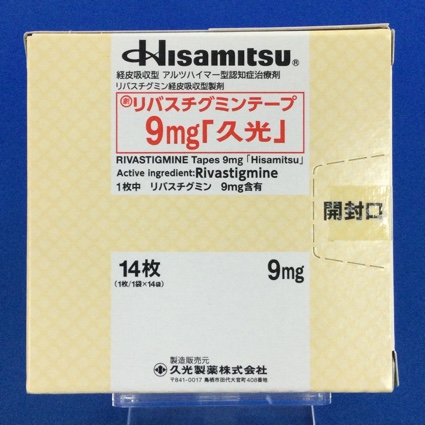 HISAMITSU®
経皮吸収型 アルツハイマー型認知症治療剤
リバスチグミン経皮吸収型製剤
劇 リバスチグミンテープ
9mg「久光」
RIVASTIGMINE Tapes 9mg「Hisamitsu」
Active ingredient:Rivastigmine
1枚中 リバスチグミン 9mg含有
開封口
14枚
(1枚/1袋×14袋)
9mg
製造販売元
久光製薬株式会社
〒841-0017 鳥栖市田代大官町408番地